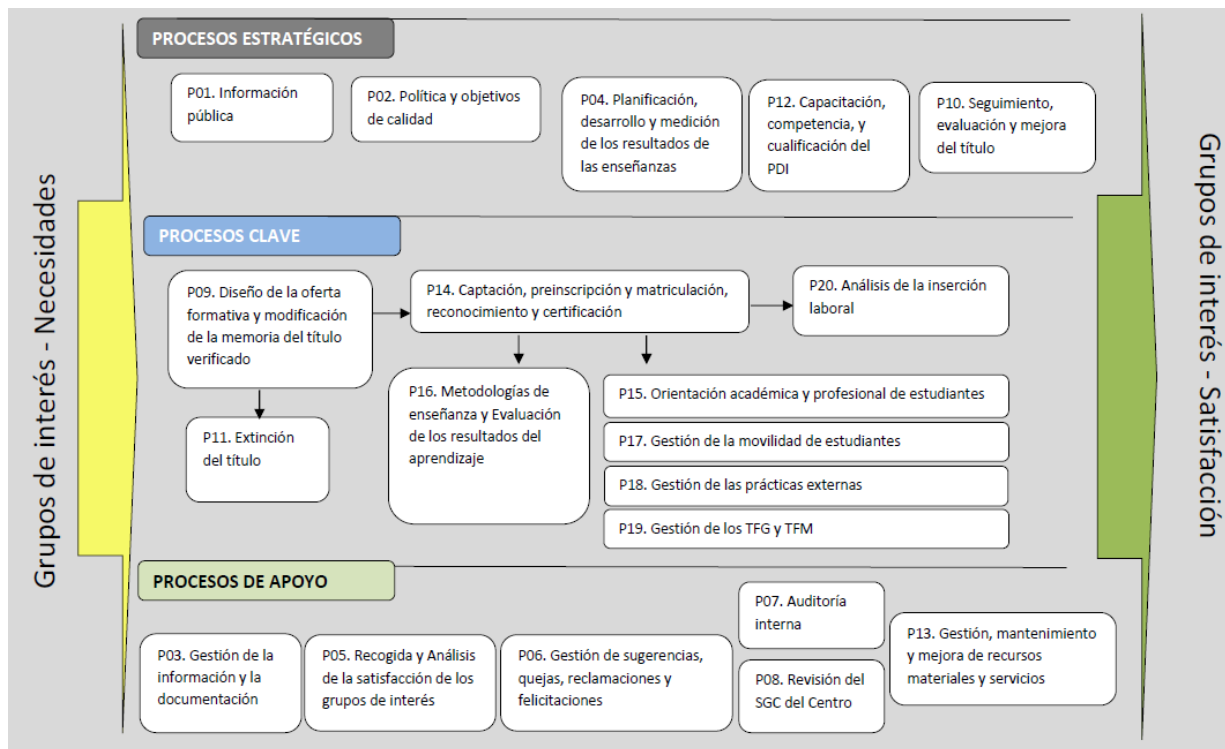 Grupos de interés - Necesidades
PROCESOS ESTRATÉGICOS
P01. Información
pública
P02. Política y objetivos
de calidad
P04. Planificación,
desarrollo y medición
de los resultados de
las enseñanzas
P12. Capacitación,
competencia, y
cualificación del
PDI
P10. Seguimiento,
evaluación y mejora
del título
PROCESOS CLAVE
P09. Diseño de la oferta
formativa y modificación
de la memoria del título
verificado
P14. Captación, preinscripción y matriculación,
reconocimiento y certificación
P20. Análisis de la inserción
laboral
P11. Extinción
del título
P16. Metodologías de
enseñanza y Evaluación
de los resultados del
aprendizaje
P15. Orientación académica y profesional de estudiantes
P17. Gestión de la movilidad de estudiantes
P18. Gestión de las prácticas externas
P19. Gestión de los TFG y TFM
PROCESOS DE APOYO
P03. Gestión de la
información y la
documentación
P05. Recogida y Análisis
de la satisfacción de los
grupos de interés
P06. Gestión de sugerencias,
quejas, reclamaciones y
felicitaciones
P07. Auditoría
interna
P08. Revisión del
SGC del Centro
P13. Gestión, mantenimiento
y mejora de recursos
materiales y servicios
Grupos de interés - Satisfacción